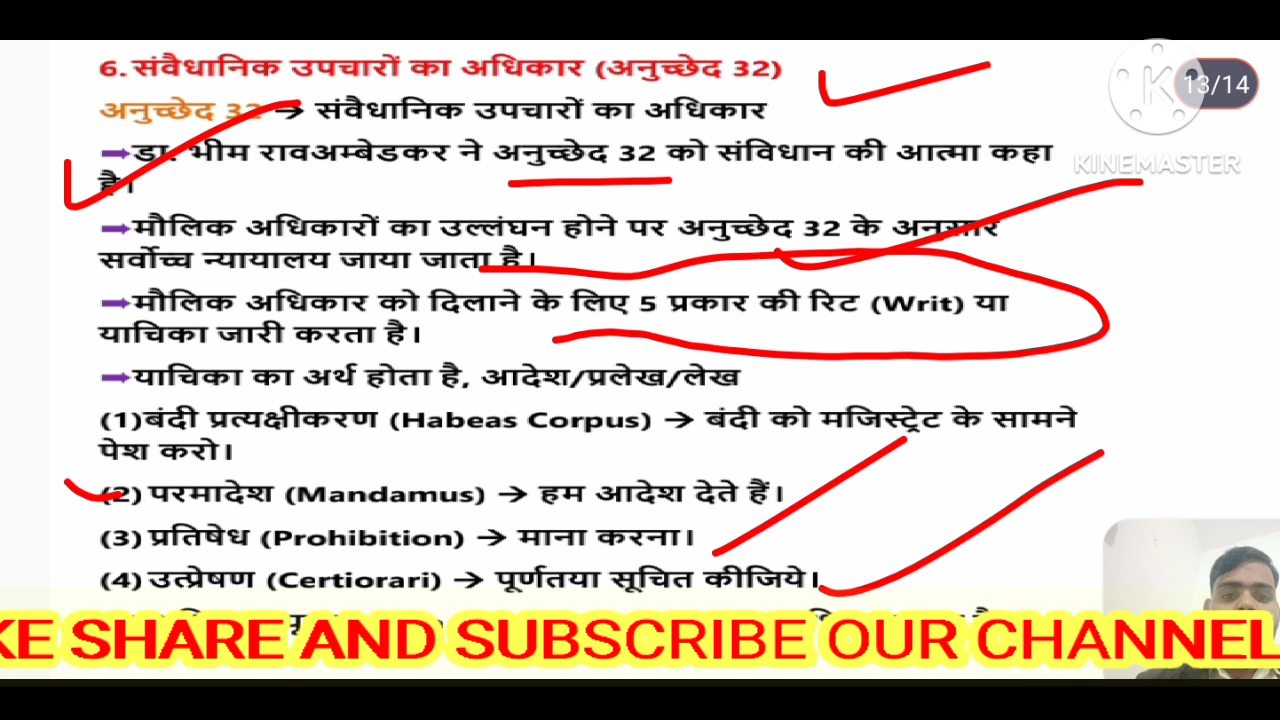 6. संवैधानिक उपचारों का अधिकार (अनुच्छेद 32)
13/14
अनुच्छेद 32 → संवैधानिक उपचारों का अधिकार
KINEMASTER
➡डा. भीम रावअम्बेडकर ने अनुच्छेद 32 को संविधान की आत्मा कहा
है।
➡मौलिक अधिकारों का उल्लंघन होने पर अनुच्छेद 32 के अनुसार
सर्वोच्च न्यायालय जाया जाता है।
➡मौलिक अधिकार को दिलाने के लिए 5 प्रकार की रिट (Writ) या
याचिका जारी करता है।
➡याचिका का अर्थ होता है, आदेश/प्रलेख/लेख
(1)बंदी प्रत्यक्षीकरण (Habeas Corpus) → बंदी को मजिस्ट्रेट के सामने
पेश करो।
(2) परमादेश (Mandamus) → हम आदेश देते हैं।
(3) प्रतिषेध (Prohibition) → माना करना।
(4) उत्प्रेषण (Certiorari) → पूर्णतया सूचित कीजिये।
KE SHARE AND SUBSCRIBE OUR CHANNEL